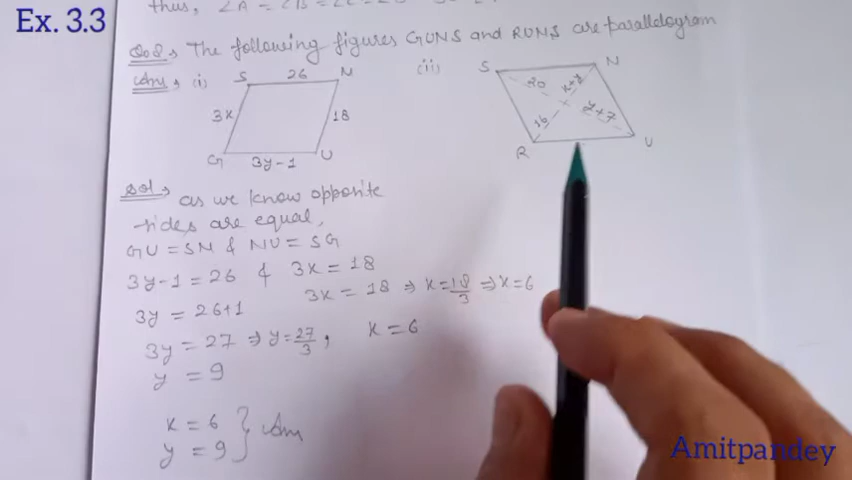 Ex. 3.3
thus, ∠A = ∠B = ∠C =
Q08, The following figures GUNS and RUNS are parallelogram
Ans, (i) S 26 N (ii) S N
3x 18 20 x+y
G 3y-1 U 16 y+7
R U
Sol, as we know opposite
sides are equal,
GU = SN & NU = SG
3y-1 = 26 & 3x = 18
3y = 26+1 3x = 18 ⇒ x=18/3 ⇒ x=6
3y = 27 ⇒ y=27/3, x = 6
y = 9
x = 6
y = 9 } Ans
Amitpandey